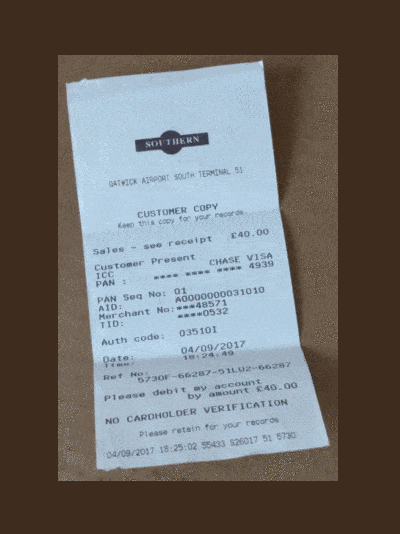 SOUTHERN
GATWICK AIRPORT SOUTH TERMINAL 51
CUSTOMER COPY
Keep this copy for your records
Sales - see receipt £40.00
Customer Present
ICC CHASE VISA
PAN : **** **** **** 4939
PAN Seq No: 01
AID: A0000000031010
Merchant No:***48571
TID: ****0532
Auth code: 03510I
Date: 04/09/2017
Time: 18:24:49
Ref No:
5730F-66287-51L02-66287
Please debit my account
by amount £40.00
NO CARDHOLDER VERIFICATION
Please retain for your records
04/09/2017 18:25:02 55433 826017 51 5730